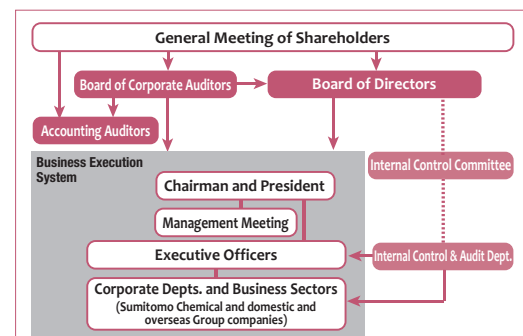 General Meeting of Shareholders
Board of Corporate Auditors
Board of Directors
Accounting Auditors
Business Execution
System
Internal Control Committee
Chairman and President
Management Meeting
Executive Officers
Internal Control & Audit Dept.
Corporate Depts. and Business Sectors
(Sumitomo Chemical and domestic and
overseas Group companies)